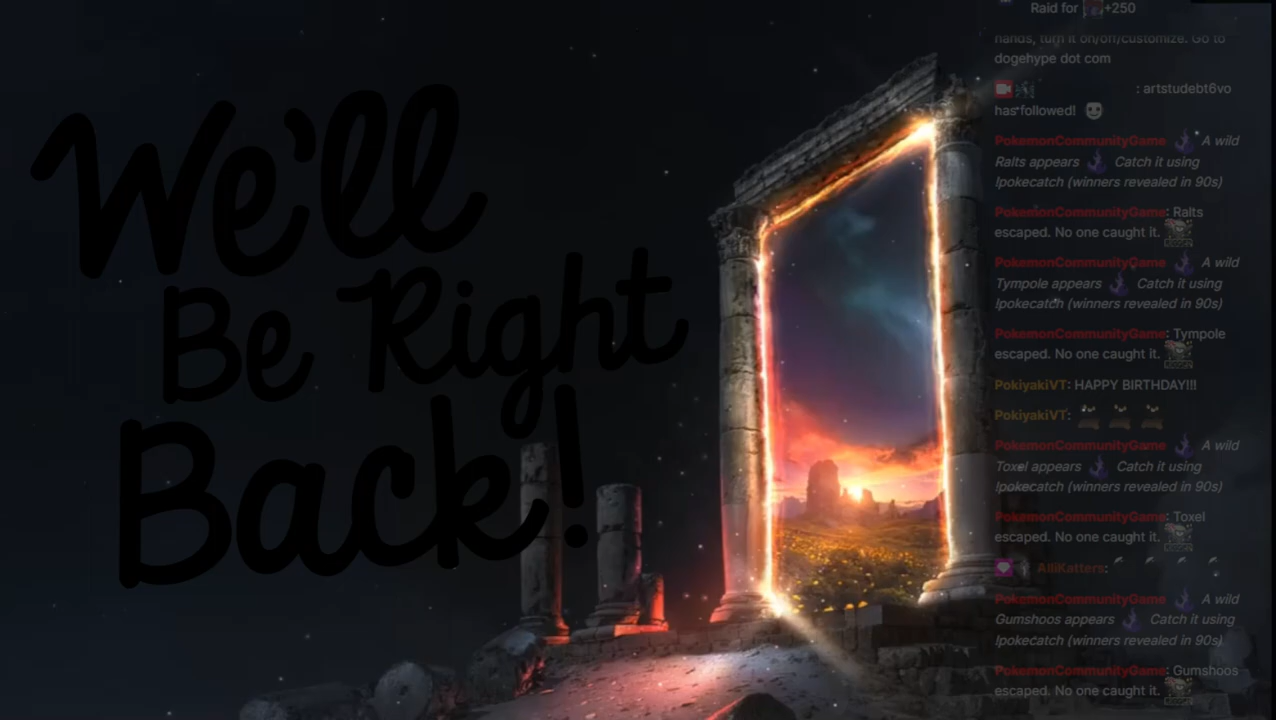 We'll
Be Right
Back!
Raid for +250
hands, turn it on/off/customize. Go to
dogehype dot com
: artstudebt6vo
has followed!
PokemonCommunityGame A wild
Ralts appears Catch it using
!pokecatch (winners revealed in 90s)
PokemonCommunityGame: Ralts
escaped. No one caught it.
PokemonCommunityGame A wild
Tympole appears Catch it using
!pokecatch (winners revealed in 90s)
PokemonCommunityGame: Tympole
escaped. No one caught it.
PokiyakiVT: HAPPY BIRTHDAY!!!
PokiyakiVT:
PokemonCommunityGame A wild
Toxel appears Catch it using
!pokecatch (winners revealed in 90s)
PokemonCommunityGame: Toxel
escaped. No one caught it.
AlliKatters:
PokemonCommunityGame A wild
Gumshoos appears Catch it using
!pokecatch (winners revealed in 90s)
PokemonCommunityGame: Gumshoos
escaped. No one caught it.